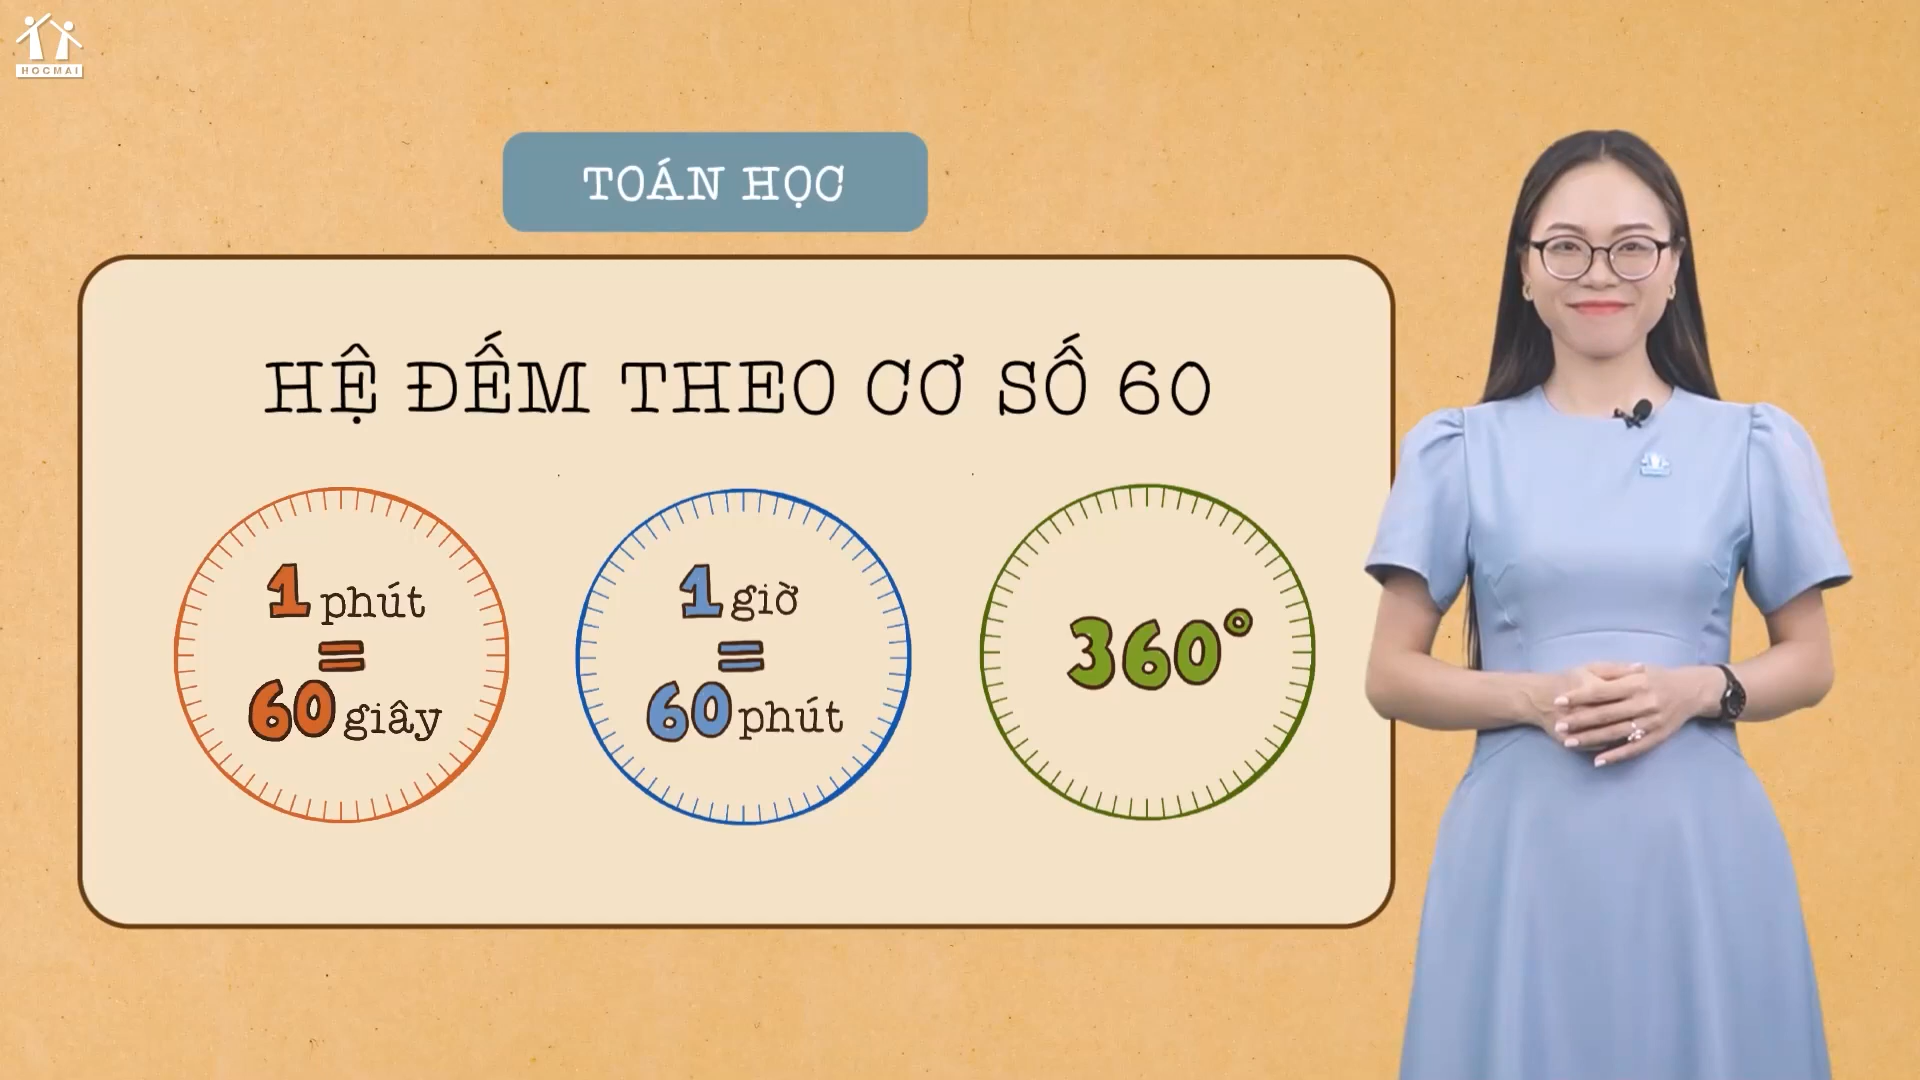 HOCMAI
TOÁN HỌC
HỆ ĐẾM THEO CƠ SỐ 60
1 phút
=
60 giây
1 giờ
=
60 phút
360°